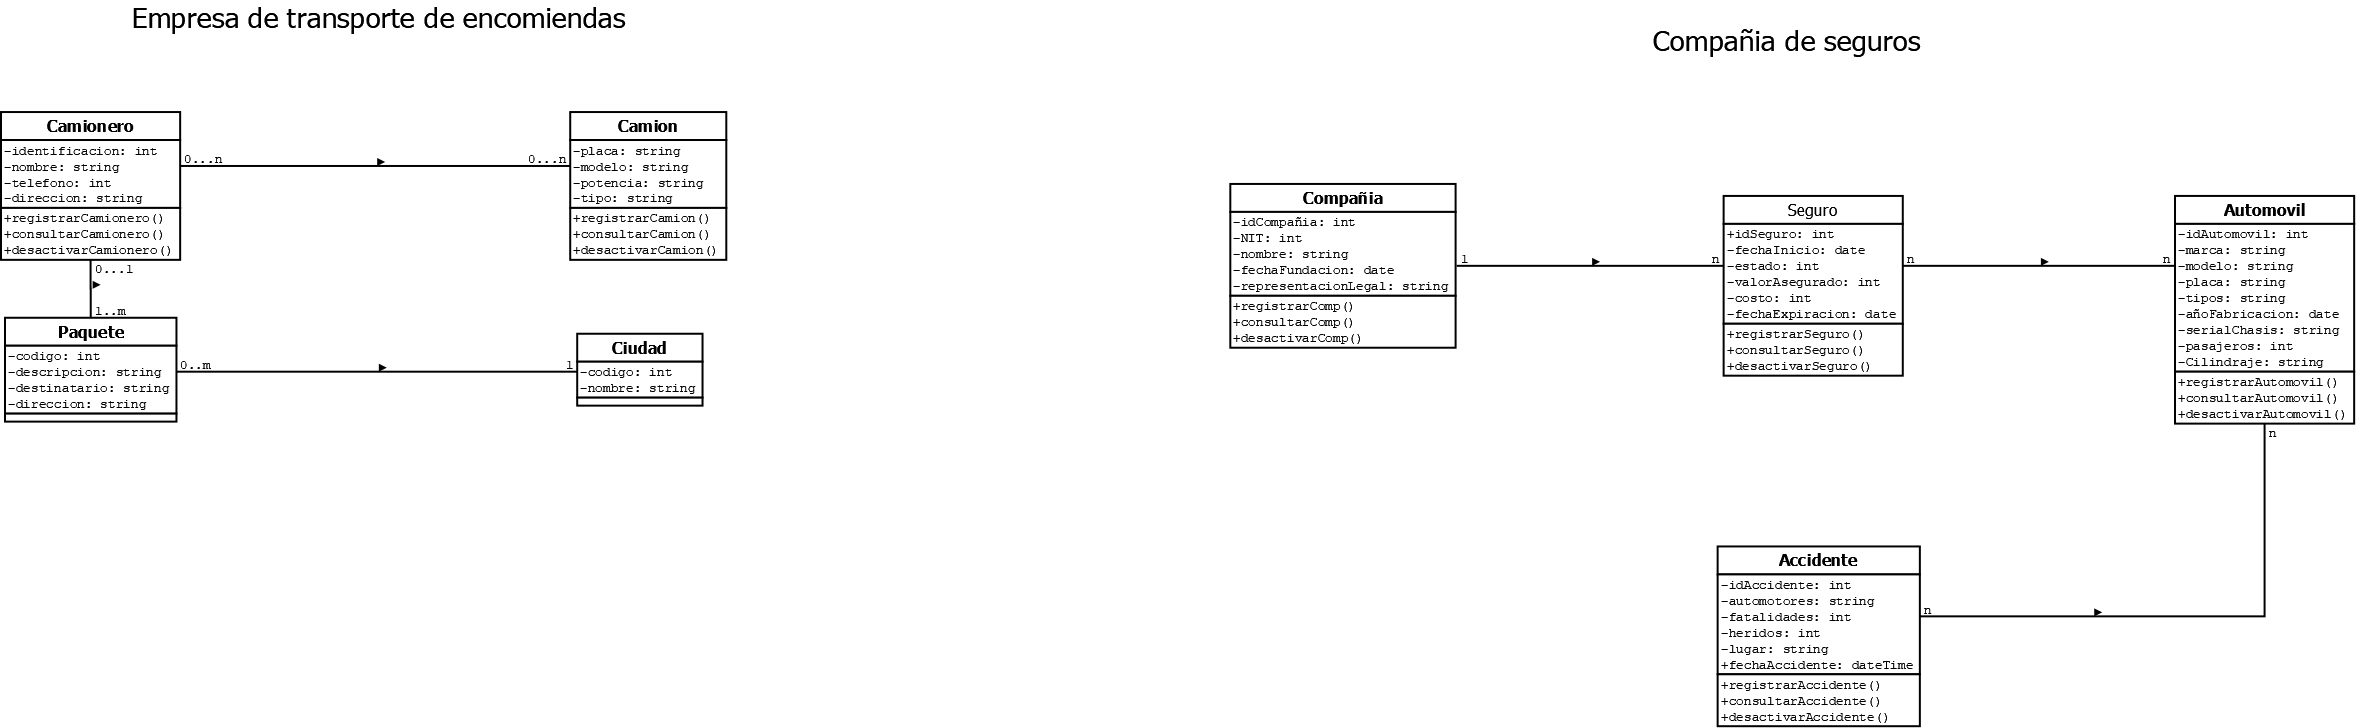 Empresa de transporte de encomiendas
Camionero
-identificacion: int
-nombre: string
-telefono: int
-direccion: string
+registrarCamionero()
+consultarCamionero()
+desactivarCamionero()
0...n
0...n
Camion
-placa: string
-modelo: string
-potencia: string
-tipo: string
+registrarCamion()
+consultarCamion()
+desactivarCamion()
0...1
1..m
Paquete
-codigo: int
-descripcion: string
-destinatario: string
-direccion: string
0..m
1
Ciudad
-codigo: int
-nombre: string
Compañia de seguros
Compañia
-idCompañia: int
-NIT: int
-nombre: string
-fechaFundacion: date
-representacionLegal: string
+registrarComp()
+consultarComp()
+desactivarComp()
1
n
Seguro
+idSeguro: int
-fechaInicio: date
-estado: int
-valorAsegurado: int
-costo: int
-fechaExpiracion: date
+registrarSeguro()
+consultarSeguro()
+desactivarSeguro()
n
n
Automovil
-idAutomovil: int
-marca: string
-modelo: string
-placa: string
-tipos: string
-añoFabricacion: date
-serialChasis: string
-pasajeros: int
-Cilindraje: string
+registrarAutomovil()
+consultarAutomovil()
+desactivarAutomovil()
n
Accidente
-idAccidente: int
-automotores: string
-fatalidades: int
-heridos: int
-lugar: string
+fechaAccidente: dateTime
+registrarAccidente()
+consultarAccidente()
+desactivarAccidente()
n